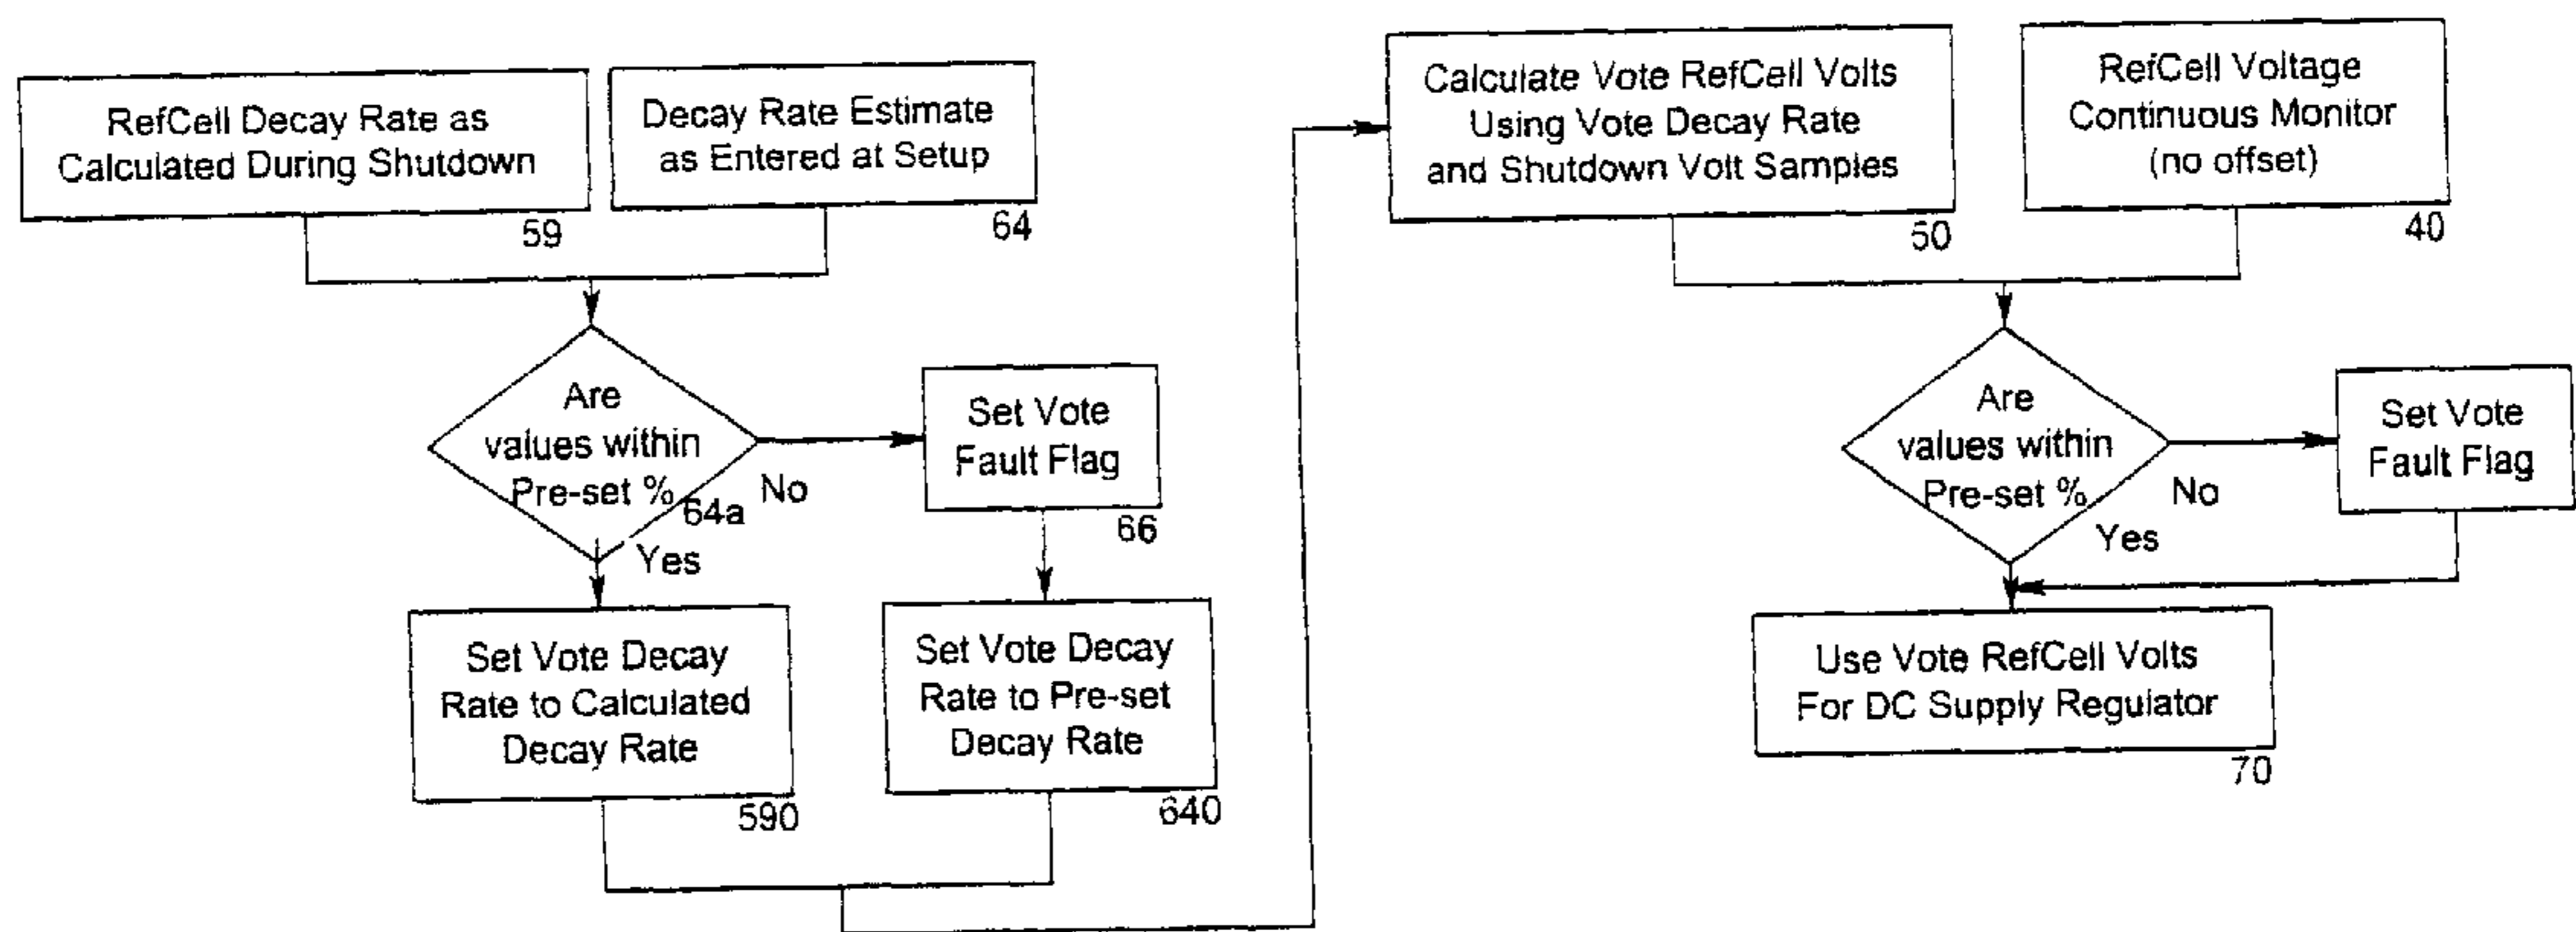 RefCell Decay Rate as
Calculated During Shutdown
59
Decay Rate Estimate
as Entered at Setup
64
Are
values within
Pre-set %
64a
No
Yes
Set Vote
Fault Flag
66
Set Vote Decay
Rate to Calculated
Decay Rate
590
Set Vote Decay
Rate to Pre-set
Decay Rate
640
Calculate Vote RefCell Volts
Using Vote Decay Rate
and Shutdown Volt Samples
50
RefCell Voltage
Continuous Monitor
(no offset)
40
Are
values within
Pre-set %
No
Yes
Set Vote
Fault Flag
Use Vote RefCell Volts
For DC Supply Regulator
70